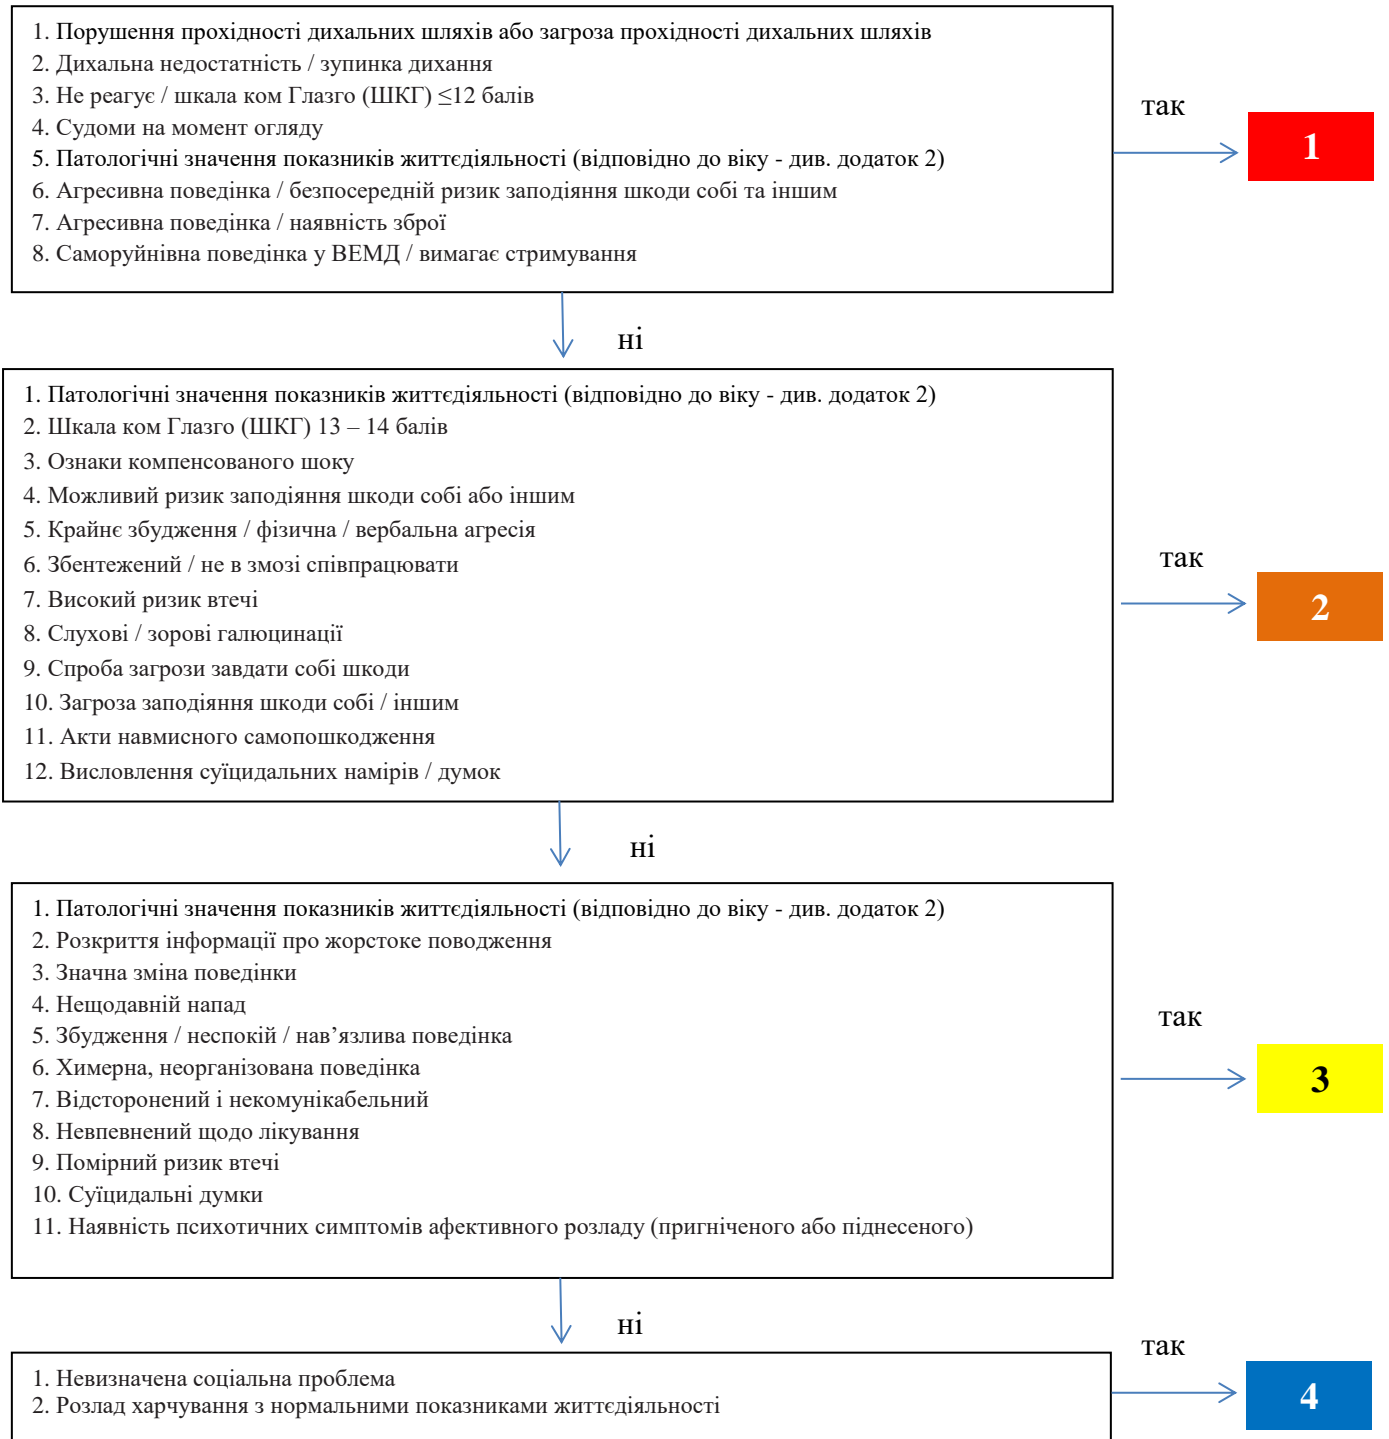 1. Порушення прохідності дихальних шляхів або загроза прохідності дихальних шляхів
2. Дихальна недостатність / зупинка дихання
3. Не реагує / шкала ком Глазго (ШКГ) ≤12 балів
4. Судоми на момент огляду
5. Патологічні значення показників життєдіяльності (відповідно до віку - див. додаток 2)
6. Агресивна поведінка / безпосередній ризик заподіяння шкоди собі та іншим
7. Агресивна поведінка / наявність зброї
8. Саморуйнівна поведінка у ВЕМД / вимагає стримування
так
1
ні
1. Патологічні значення показників життєдіяльності (відповідно до віку - див. додаток 2)
2. Шкала ком Глазго (ШКГ) 13 – 14 балів
3. Ознаки компенсованого шоку
4. Можливий ризик заподіяння шкоди собі або іншим
5. Крайнє збудження / фізична / вербальна агресія
6. Збентежений / не в змозі співпрацювати
7. Високий ризик втечі
8. Слухові / зорові галюцинації
9. Спроба загрози завдати собі шкоди
10. Загроза заподіяння шкоди собі / іншим
11. Акти навмисного самопошкодження
12. Висловлення суїцидальних намірів / думок
так
2
ні
1. Патологічні значення показників життєдіяльності (відповідно до віку - див. додаток 2)
2. Розкриття інформації про жорстоке поводження
3. Значна зміна поведінки
4. Нещодавній напад
5. Збудження / неспокій / нав’язлива поведінка
6. Химерна, неорганізована поведінка
7. Відсторонений і некомунікабельний
8. Невпевнений щодо лікування
9. Помірний ризик втечі
10. Суїцидальні думки
11. Наявність психотичних симптомів афективного розладу (пригніченого або піднесеного)
так
3
ні
1. Невизначена соціальна проблема
2. Розлад харчування з нормальними показниками життєдіяльності
так
4